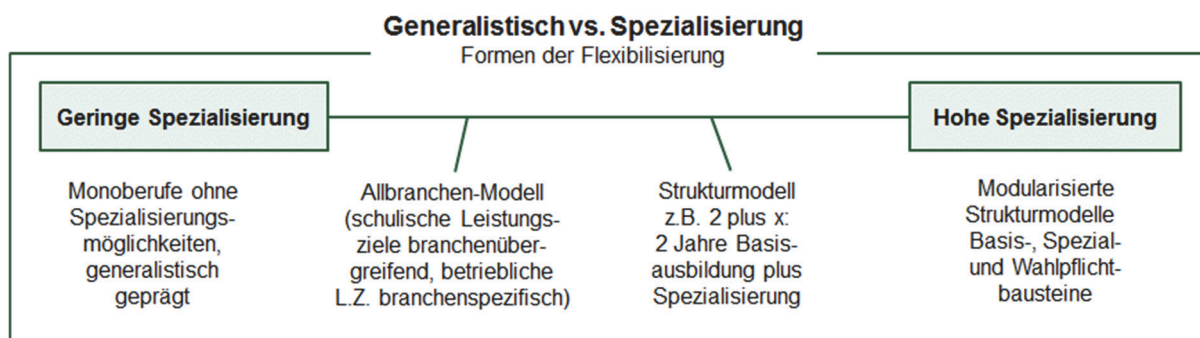 Generalistisch vs. Spezialisierung
Formen der Flexibilisierung
Geringe Spezialisierung
Hohe Spezialisierung
Monoberufe ohne
Spezialisierungs-
möglichkeiten,
generalistisch
geprägt
Allbranchen-Modell
(schulische Leistungs-
ziele branchenüber-
greifend, betriebliche
L.Z. branchenspezifisch)
Strukturmodell
z.B. 2 plus x:
2 Jahre Basis-
ausbildung plus
Spezialisierung
Modularisierte
Strukturmodelle
Basis-, Spezial-
und Wahlpflicht-
bausteine